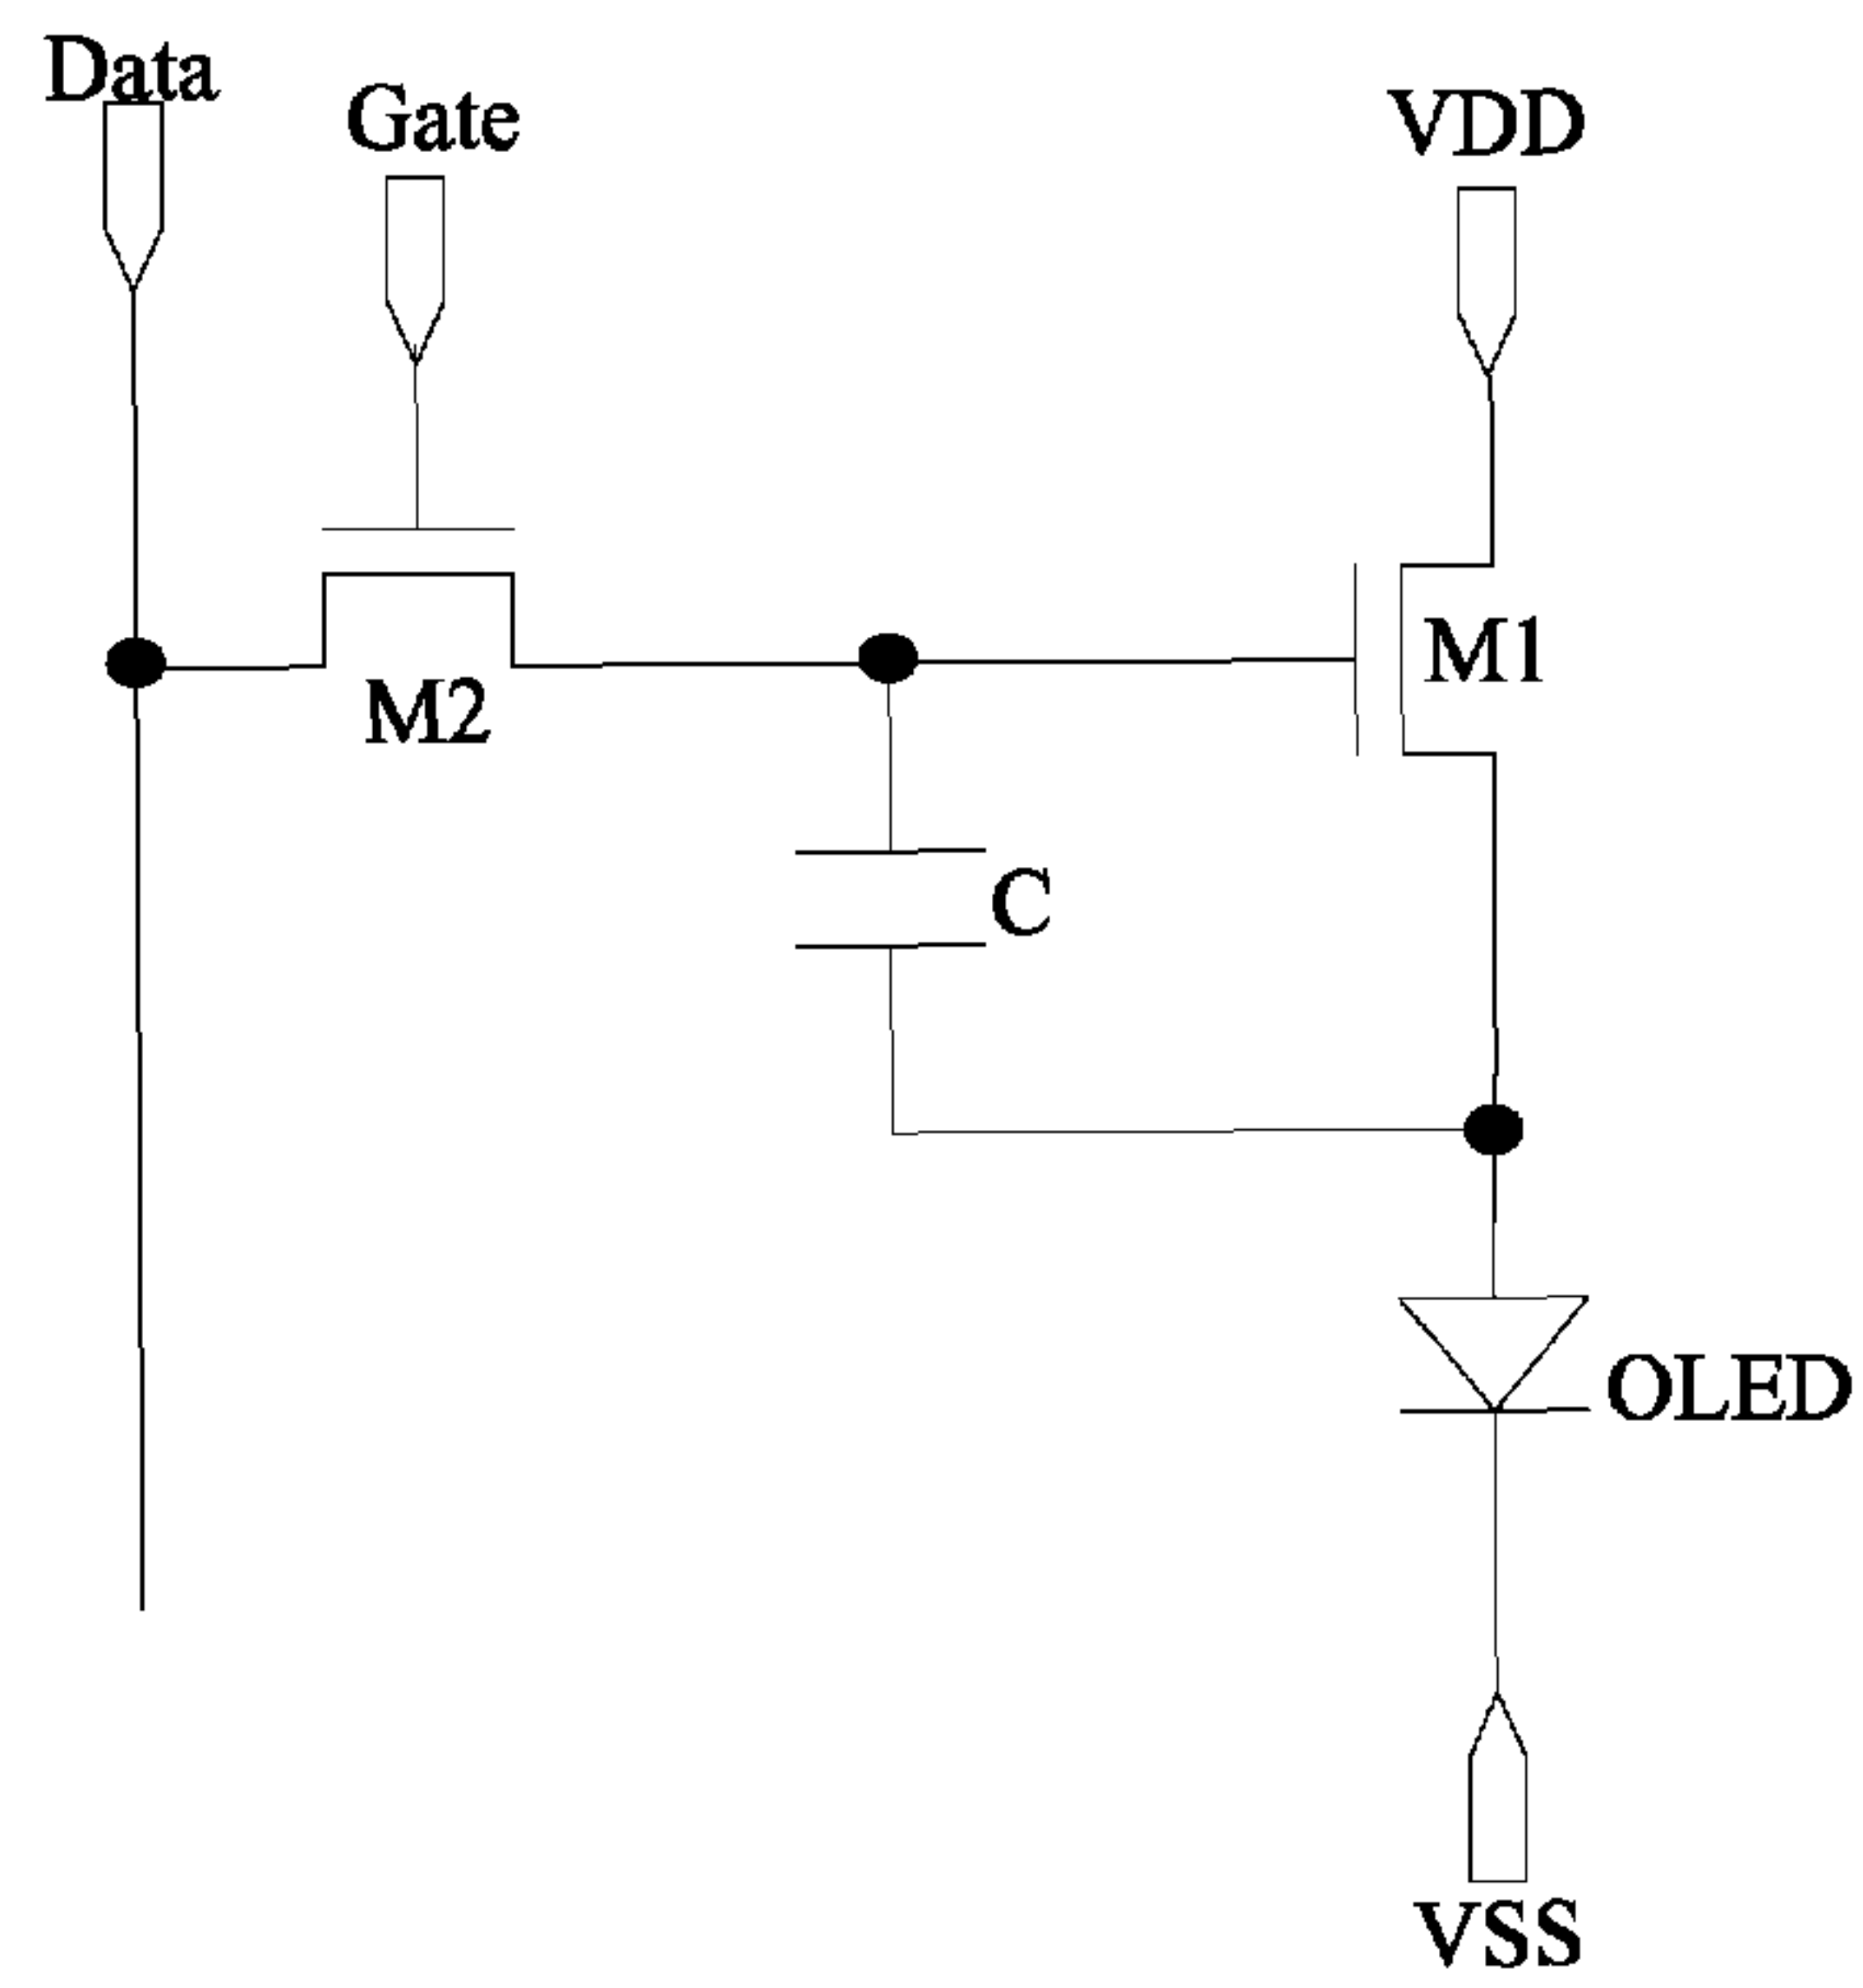 Data
Gate
VDD
M1
M2
C
OLED
VSS